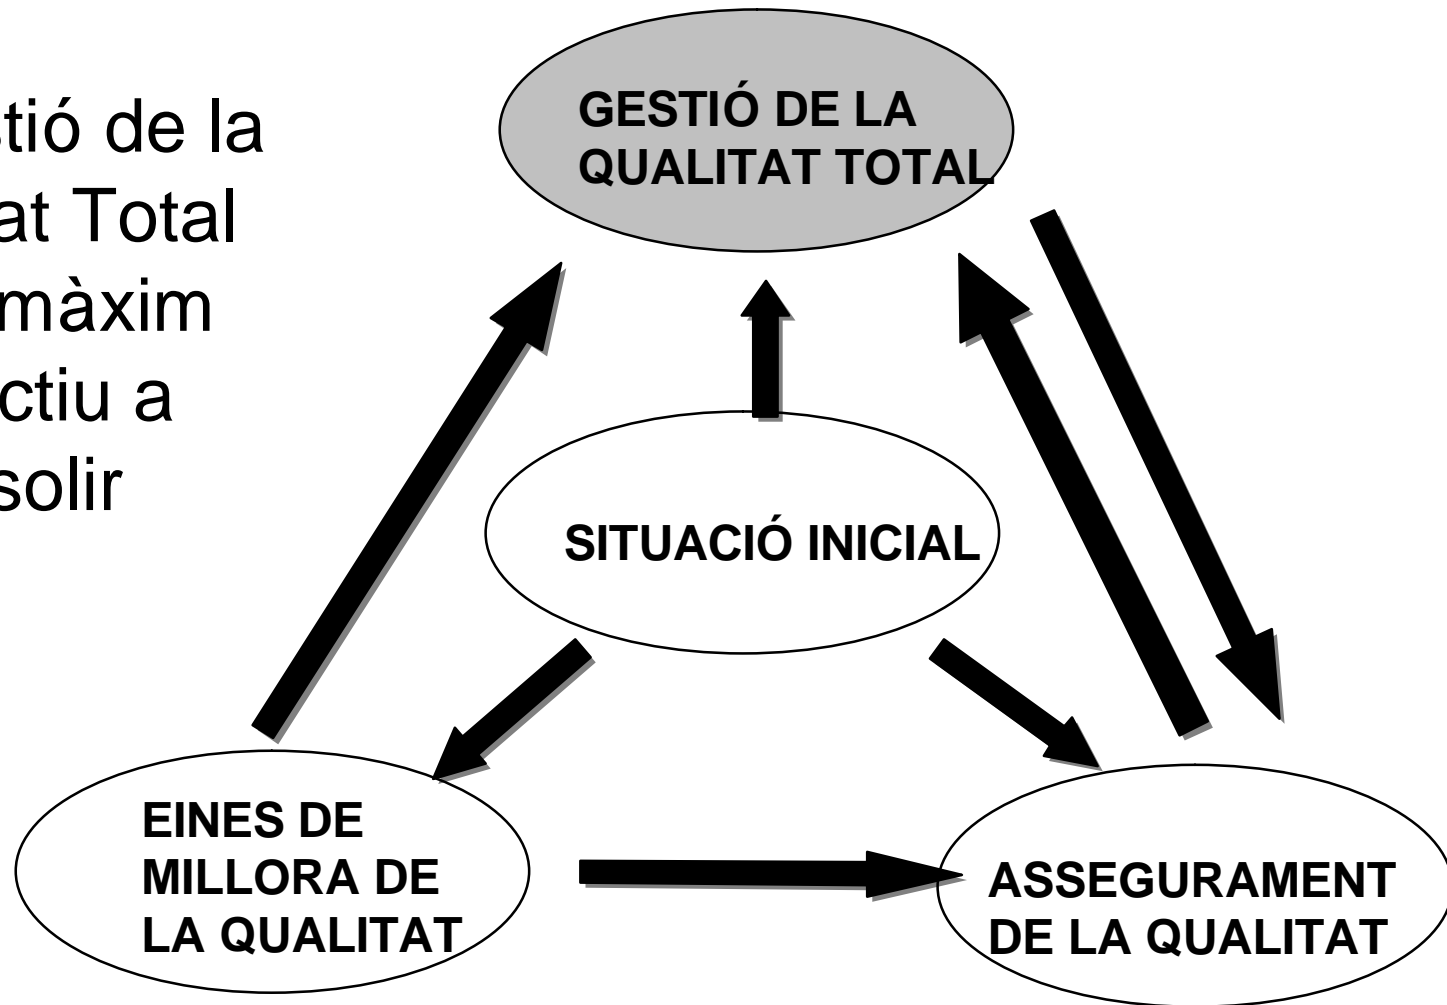 stió de la
at Total
màxim
ctiu a
solir
GESTIÓ DE LA
QUALITAT TOTAL
SITUACIÓ INICIAL
EINES DE
MILLORA DE
LA QUALITAT
ASSEGURAMENT
DE LA QUALITAT